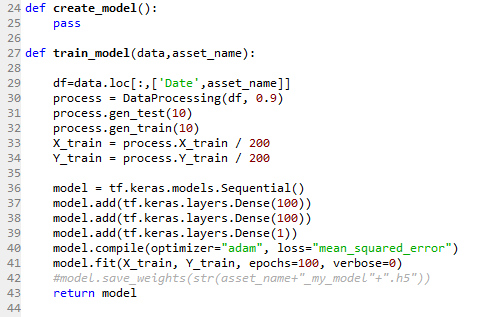 24 def create_model():
25     pass
26
27 def train_model(data,asset_name):
28
29     df=data.loc[:,['Date',asset_name]]
30     process = DataProcessing(df, 0.9)
31     process.gen_test(10)
32     process.gen_train(10)
33     X_train = process.X_train / 200
34     Y_train = process.Y_train / 200
35
36     model = tf.keras.models.Sequential()
37     model.add(tf.keras.layers.Dense(100))
38     model.add(tf.keras.layers.Dense(100))
39     model.add(tf.keras.layers.Dense(1))
40     model.compile(optimizer="adam", loss="mean_squared_error")
41     model.fit(X_train, Y_train, epochs=100, verbose=0)
42     #model.save_weights(str(asset_name+"_my_model"+".h5"))
43     return model
44